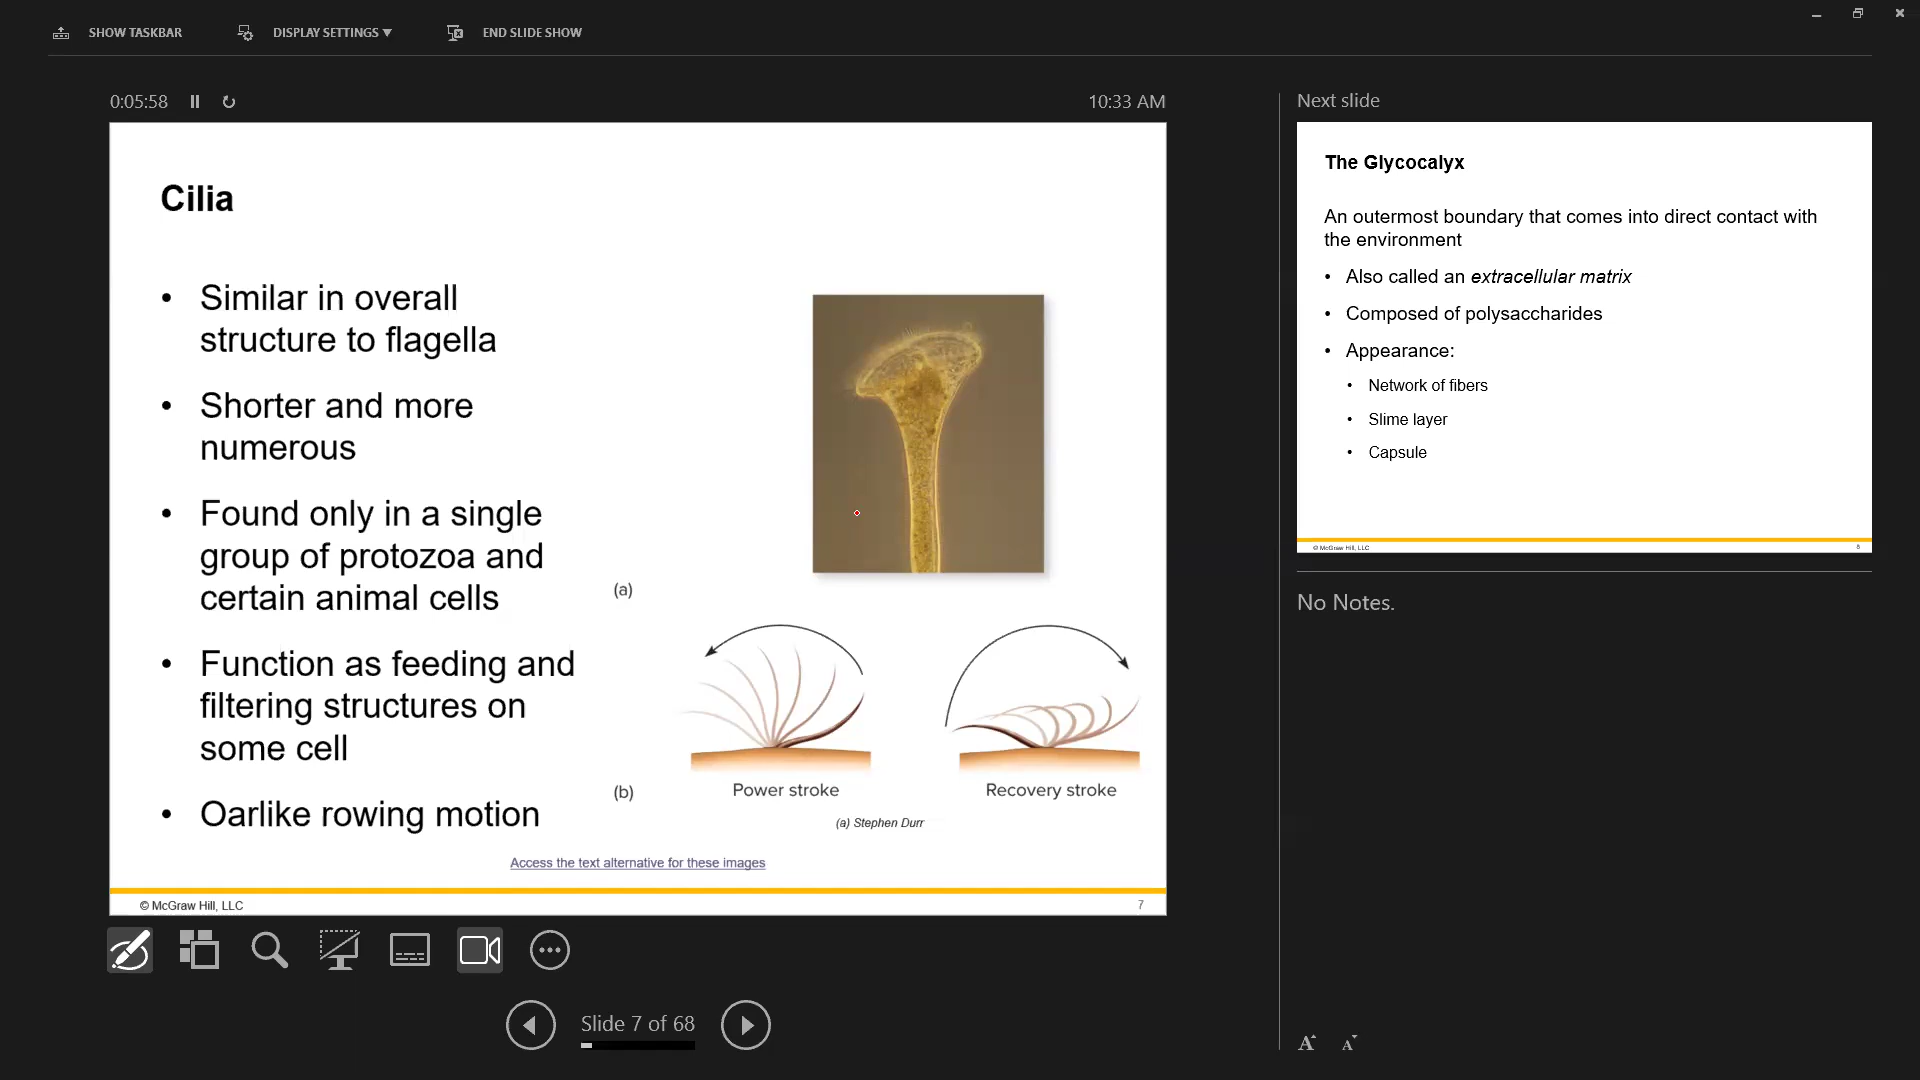 SHOW TASKBAR
DISPLAY SETTINGS ▼
END SLIDE SHOW
0:05:58
10:33 AM
Cilia
• Similar in overall
structure to flagella
• Shorter and more
numerous
• Found only in a single
group of protozoa and
certain animal cells
• Function as feeding and
filtering structures on
some cell
• Oarlike rowing motion
(a)
(b)
Power stroke
Recovery stroke
(a) Stephen Durr
Access the text alternative for these images
© McGraw Hill, LLC
7
Slide 7 of 68
Next slide
The Glycocalyx
An outermost boundary that comes into direct contact with
the environment
• Also called an extracellular matrix
• Composed of polysaccharides
• Appearance:
• Network of fibers
• Slime layer
• Capsule
© McGraw Hill, LLC
8
No Notes.
A
A